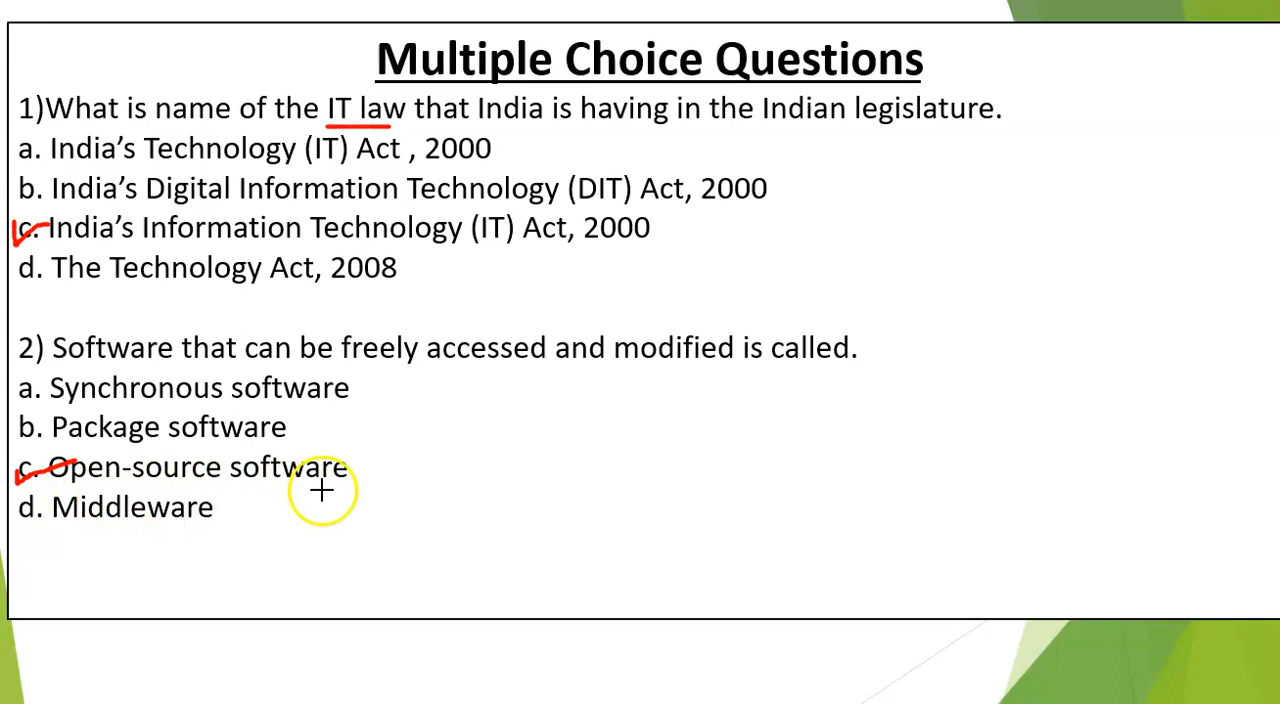 Multiple Choice Questions
1)What is name of the IT law that India is having in the Indian legislature.
a. India’s Technology (IT) Act , 2000
b. India’s Digital Information Technology (DIT) Act, 2000
c. India’s Information Technology (IT) Act, 2000
d. The Technology Act, 2008
2) Software that can be freely accessed and modified is called.
a. Synchronous software
b. Package software
c. Open-source software
d. Middleware